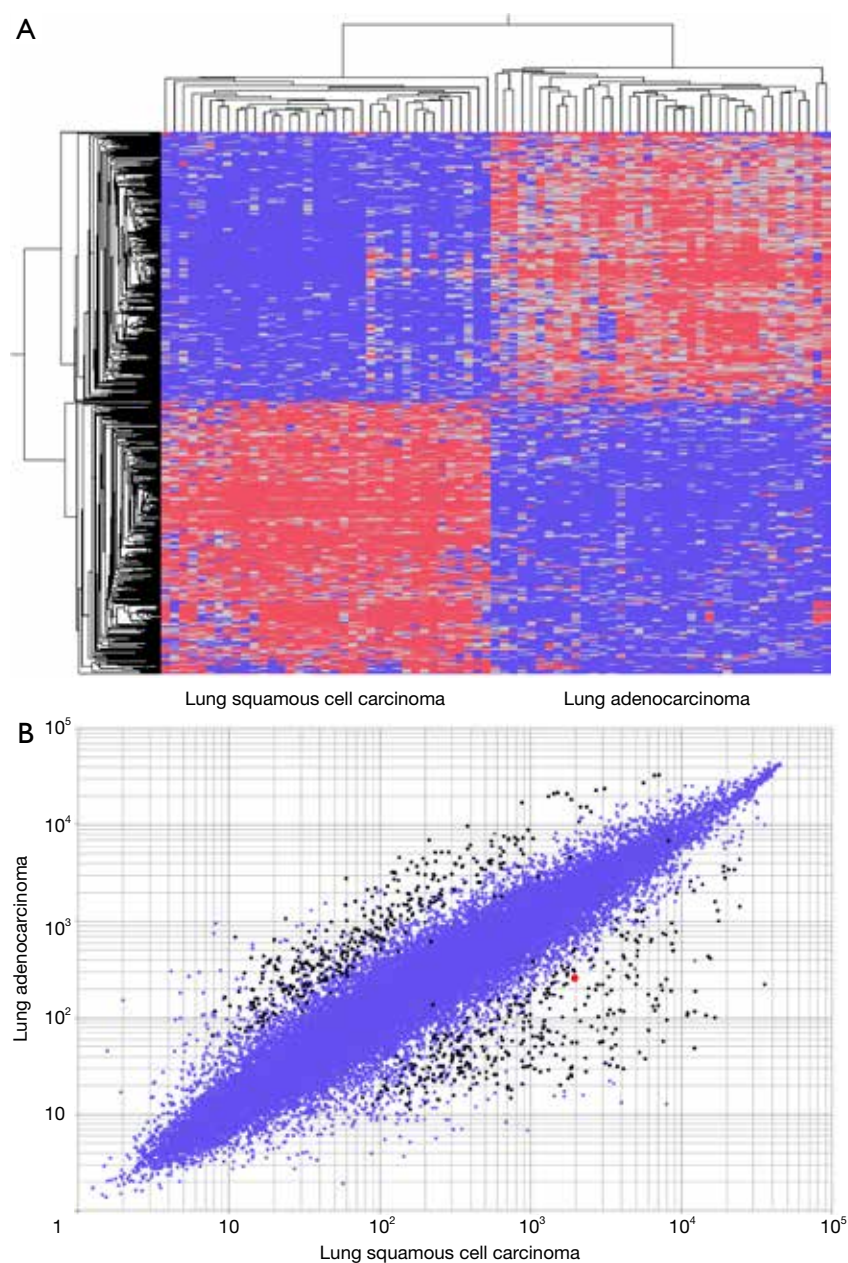 A
Lung squamous cell carcinoma
Lung adenocarcinoma
B
10⁵
10⁴
10³
10²
10
Lung adenocarcinoma
1
10
10²
10³
10⁴
10⁵
Lung squamous cell carcinoma